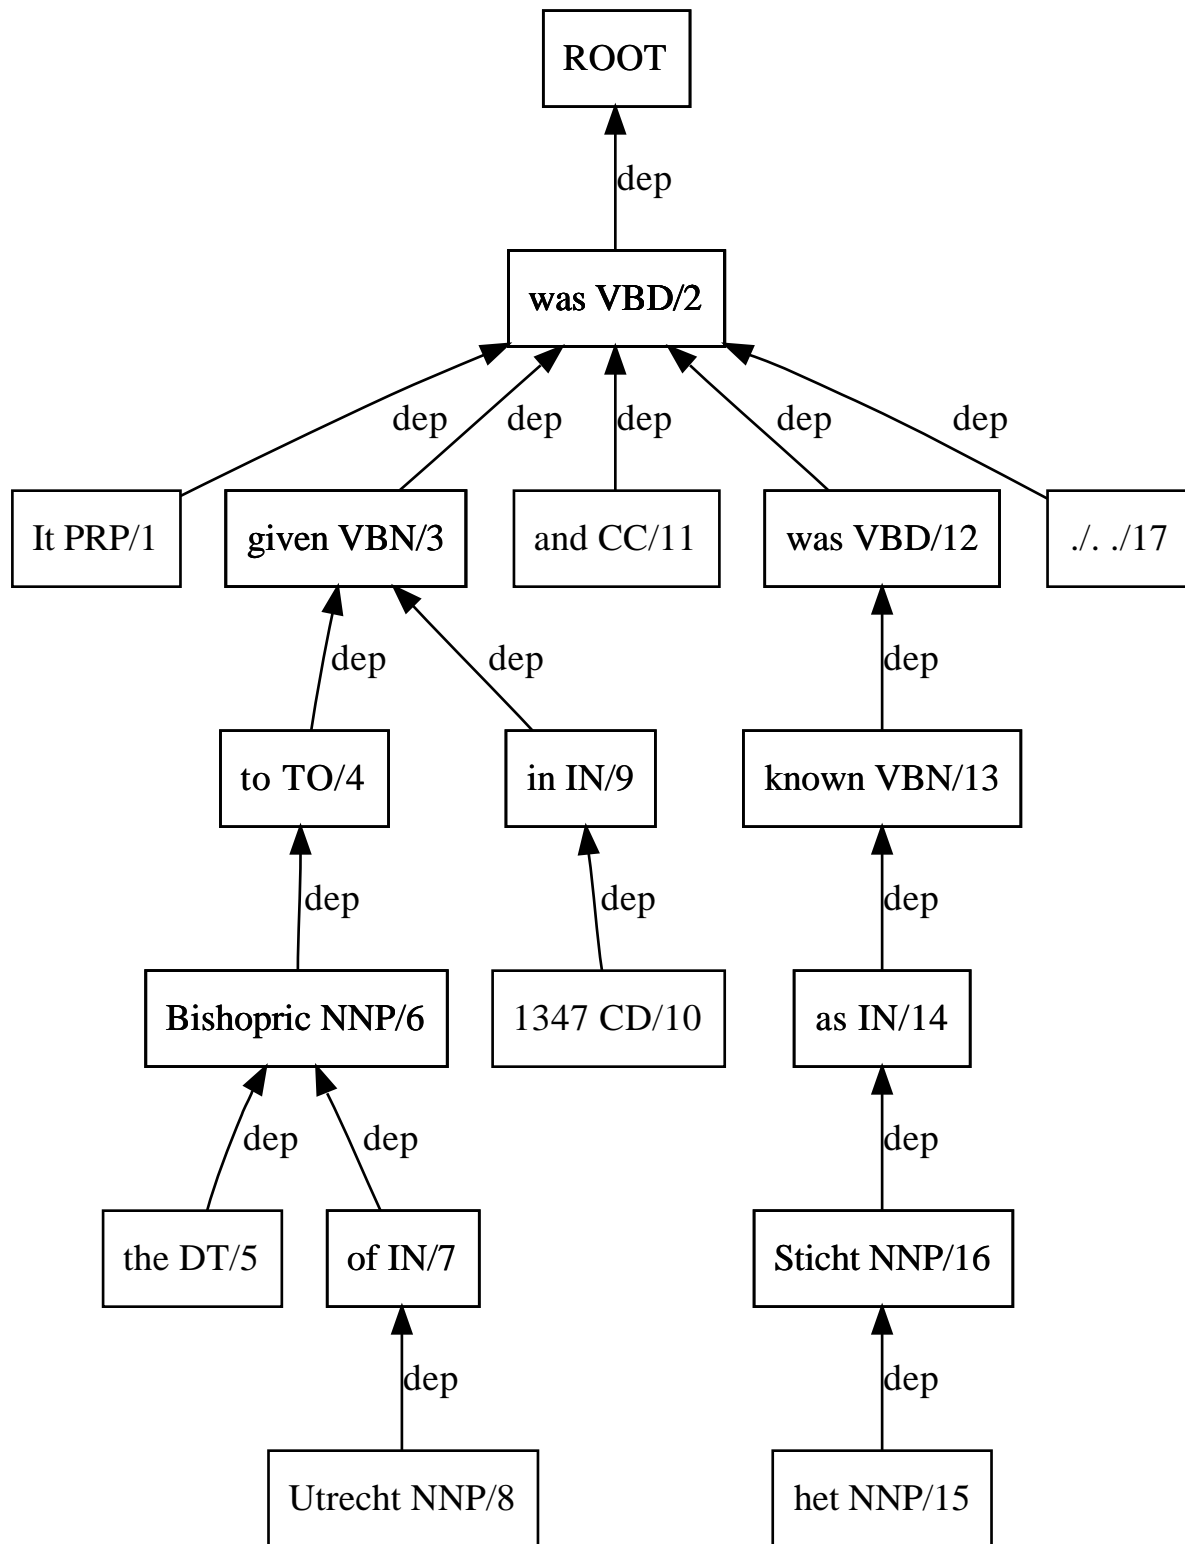 ROOT
dep
was VBD/2
dep dep dep dep dep
It PRP/1 given VBN/3 and CC/11 was VBD/12 ./. ./17
dep dep dep
to TO/4 in IN/9 known VBN/13
dep dep dep
Bishopric NNP/6 1347 CD/10 as IN/14
dep dep dep
the DT/5 of IN/7 Sticht NNP/16
dep dep
Utrecht NNP/8 het NNP/15